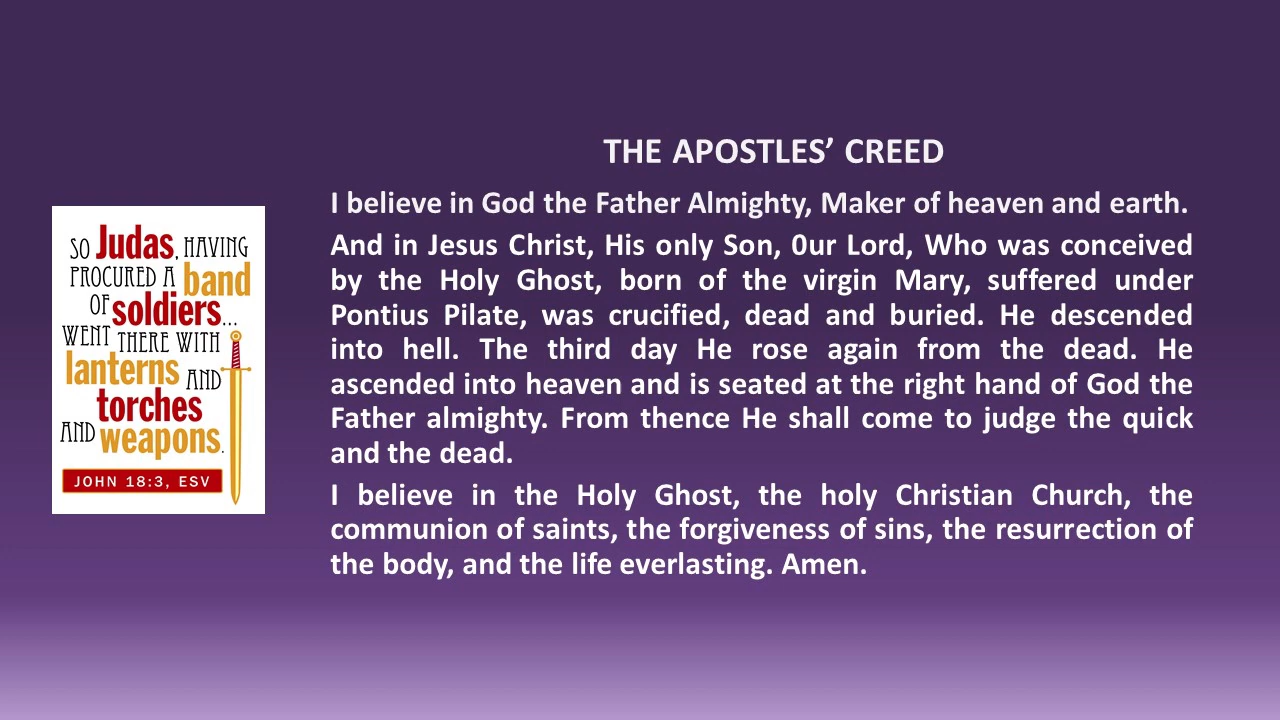 THE APOSTLES’ CREED
I believe in God the Father Almighty, Maker of heaven and earth.
And in Jesus Christ, His only Son, 0ur Lord, Who was conceived
by the Holy Ghost, born of the virgin Mary, suffered under
Pontius Pilate, was crucified, dead and buried. He descended
into hell. The third day He rose again from the dead. He
ascended into heaven and is seated at the right hand of God the
Father almighty. From thence He shall come to judge the quick
and the dead.
I believe in the Holy Ghost, the holy Christian Church, the
communion of saints, the forgiveness of sins, the resurrection of
the body, and the life everlasting. Amen.
SO Judas, HAVING
PROCURED A band
OF soldiers...
WENT THERE WITH
lanterns AND
torches
AND weapons.
JOHN 18:3, ESV